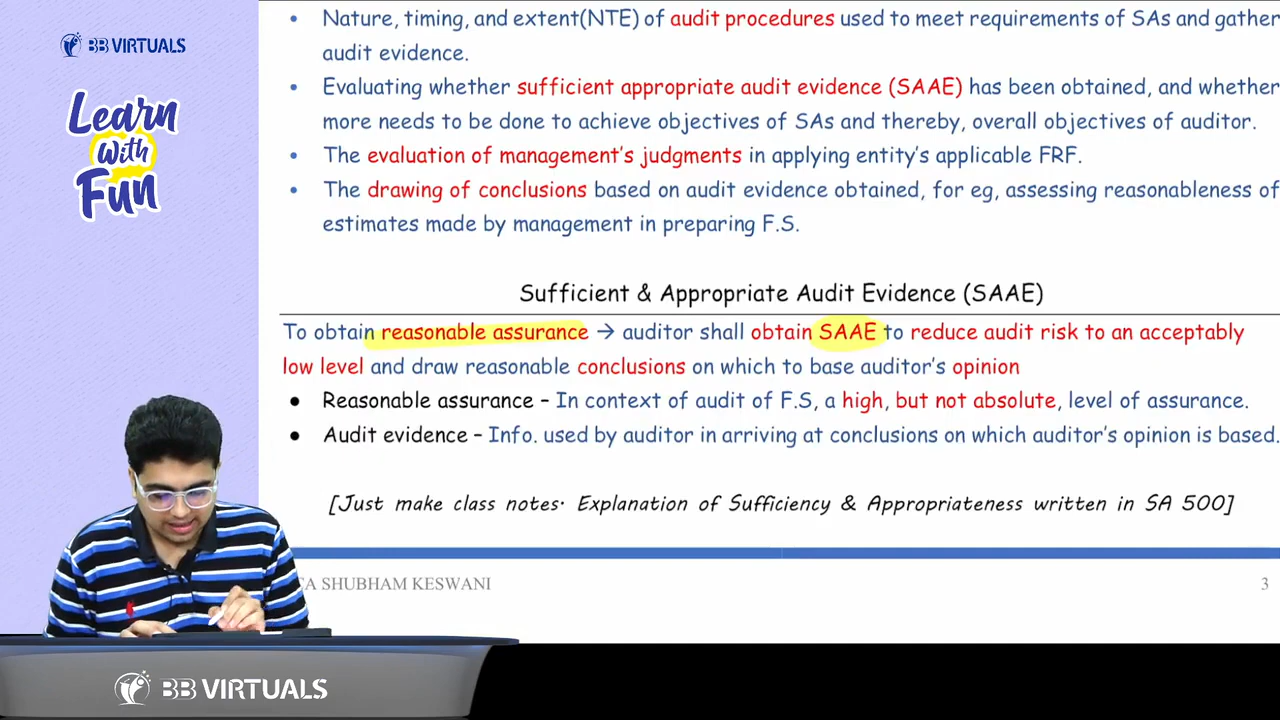 BB VIRTUALS
Learn
With
Fun
• Nature, timing, and extent(NTE) of audit procedures used to meet requirements of SAs and gather
audit evidence.
• Evaluating whether sufficient appropriate audit evidence (SAAE) has been obtained, and whether
more needs to be done to achieve objectives of SAs and thereby, overall objectives of auditor.
• The evaluation of management's judgments in applying entity's applicable FRF.
• The drawing of conclusions based on audit evidence obtained, for eg, assessing reasonableness of
estimates made by management in preparing F.S.
Sufficient & Appropriate Audit Evidence (SAAE)
To obtain reasonable assurance → auditor shall obtain SAAE to reduce audit risk to an acceptably
low level and draw reasonable conclusions on which to base auditor's opinion
● Reasonable assurance – In context of audit of F.S, a high, but not absolute, level of assurance.
● Audit evidence – Info. used by auditor in arriving at conclusions on which auditor's opinion is based.
[Just make class notes· Explanation of Sufficiency & Appropriateness written in SA 500]
CA SHUBHAM KESWANI
3
BB VIRTUALS